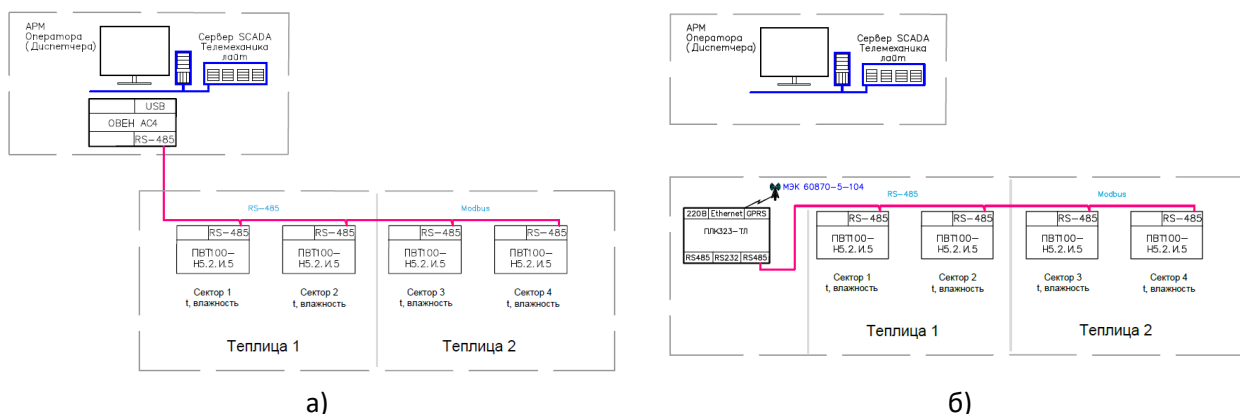 АРМ
Оператора
(Диспетчера)
Сервер SCADA
Телемеханика
лайт
USB
ОВЕН АС4
RS-485
RS-485
Modbus
RS-485
RS-485
RS-485
RS-485
ПВТ100-
Н5.2.И.5
ПВТ100-
Н5.2.И.5
ПВТ100-
Н5.2.И.5
ПВТ100-
Н5.2.И.5
Сектор 1
t, влажность
Сектор 2
t, влажность
Сектор 3
t, влажность
Сектор 4
t, влажность
Теплица 1
Теплица 2
а)
АРМ
Оператора
(Диспетчера)
Сервер SCADA
Телемеханика
лайт
МЭК 60870-5-104
RS-485
Modbus
220В Ethernet GPRS
ПЛК323-ТЛ
RS485 RS232 RS485
RS-485
RS-485
RS-485
RS-485
ПВТ100-
Н5.2.И.5
ПВТ100-
Н5.2.И.5
ПВТ100-
Н5.2.И.5
ПВТ100-
Н5.2.И.5
Сектор 1
t, влажность
Сектор 2
t, влажность
Сектор 3
t, влажность
Сектор 4
t, влажность
Теплица 1
Теплица 2
б)